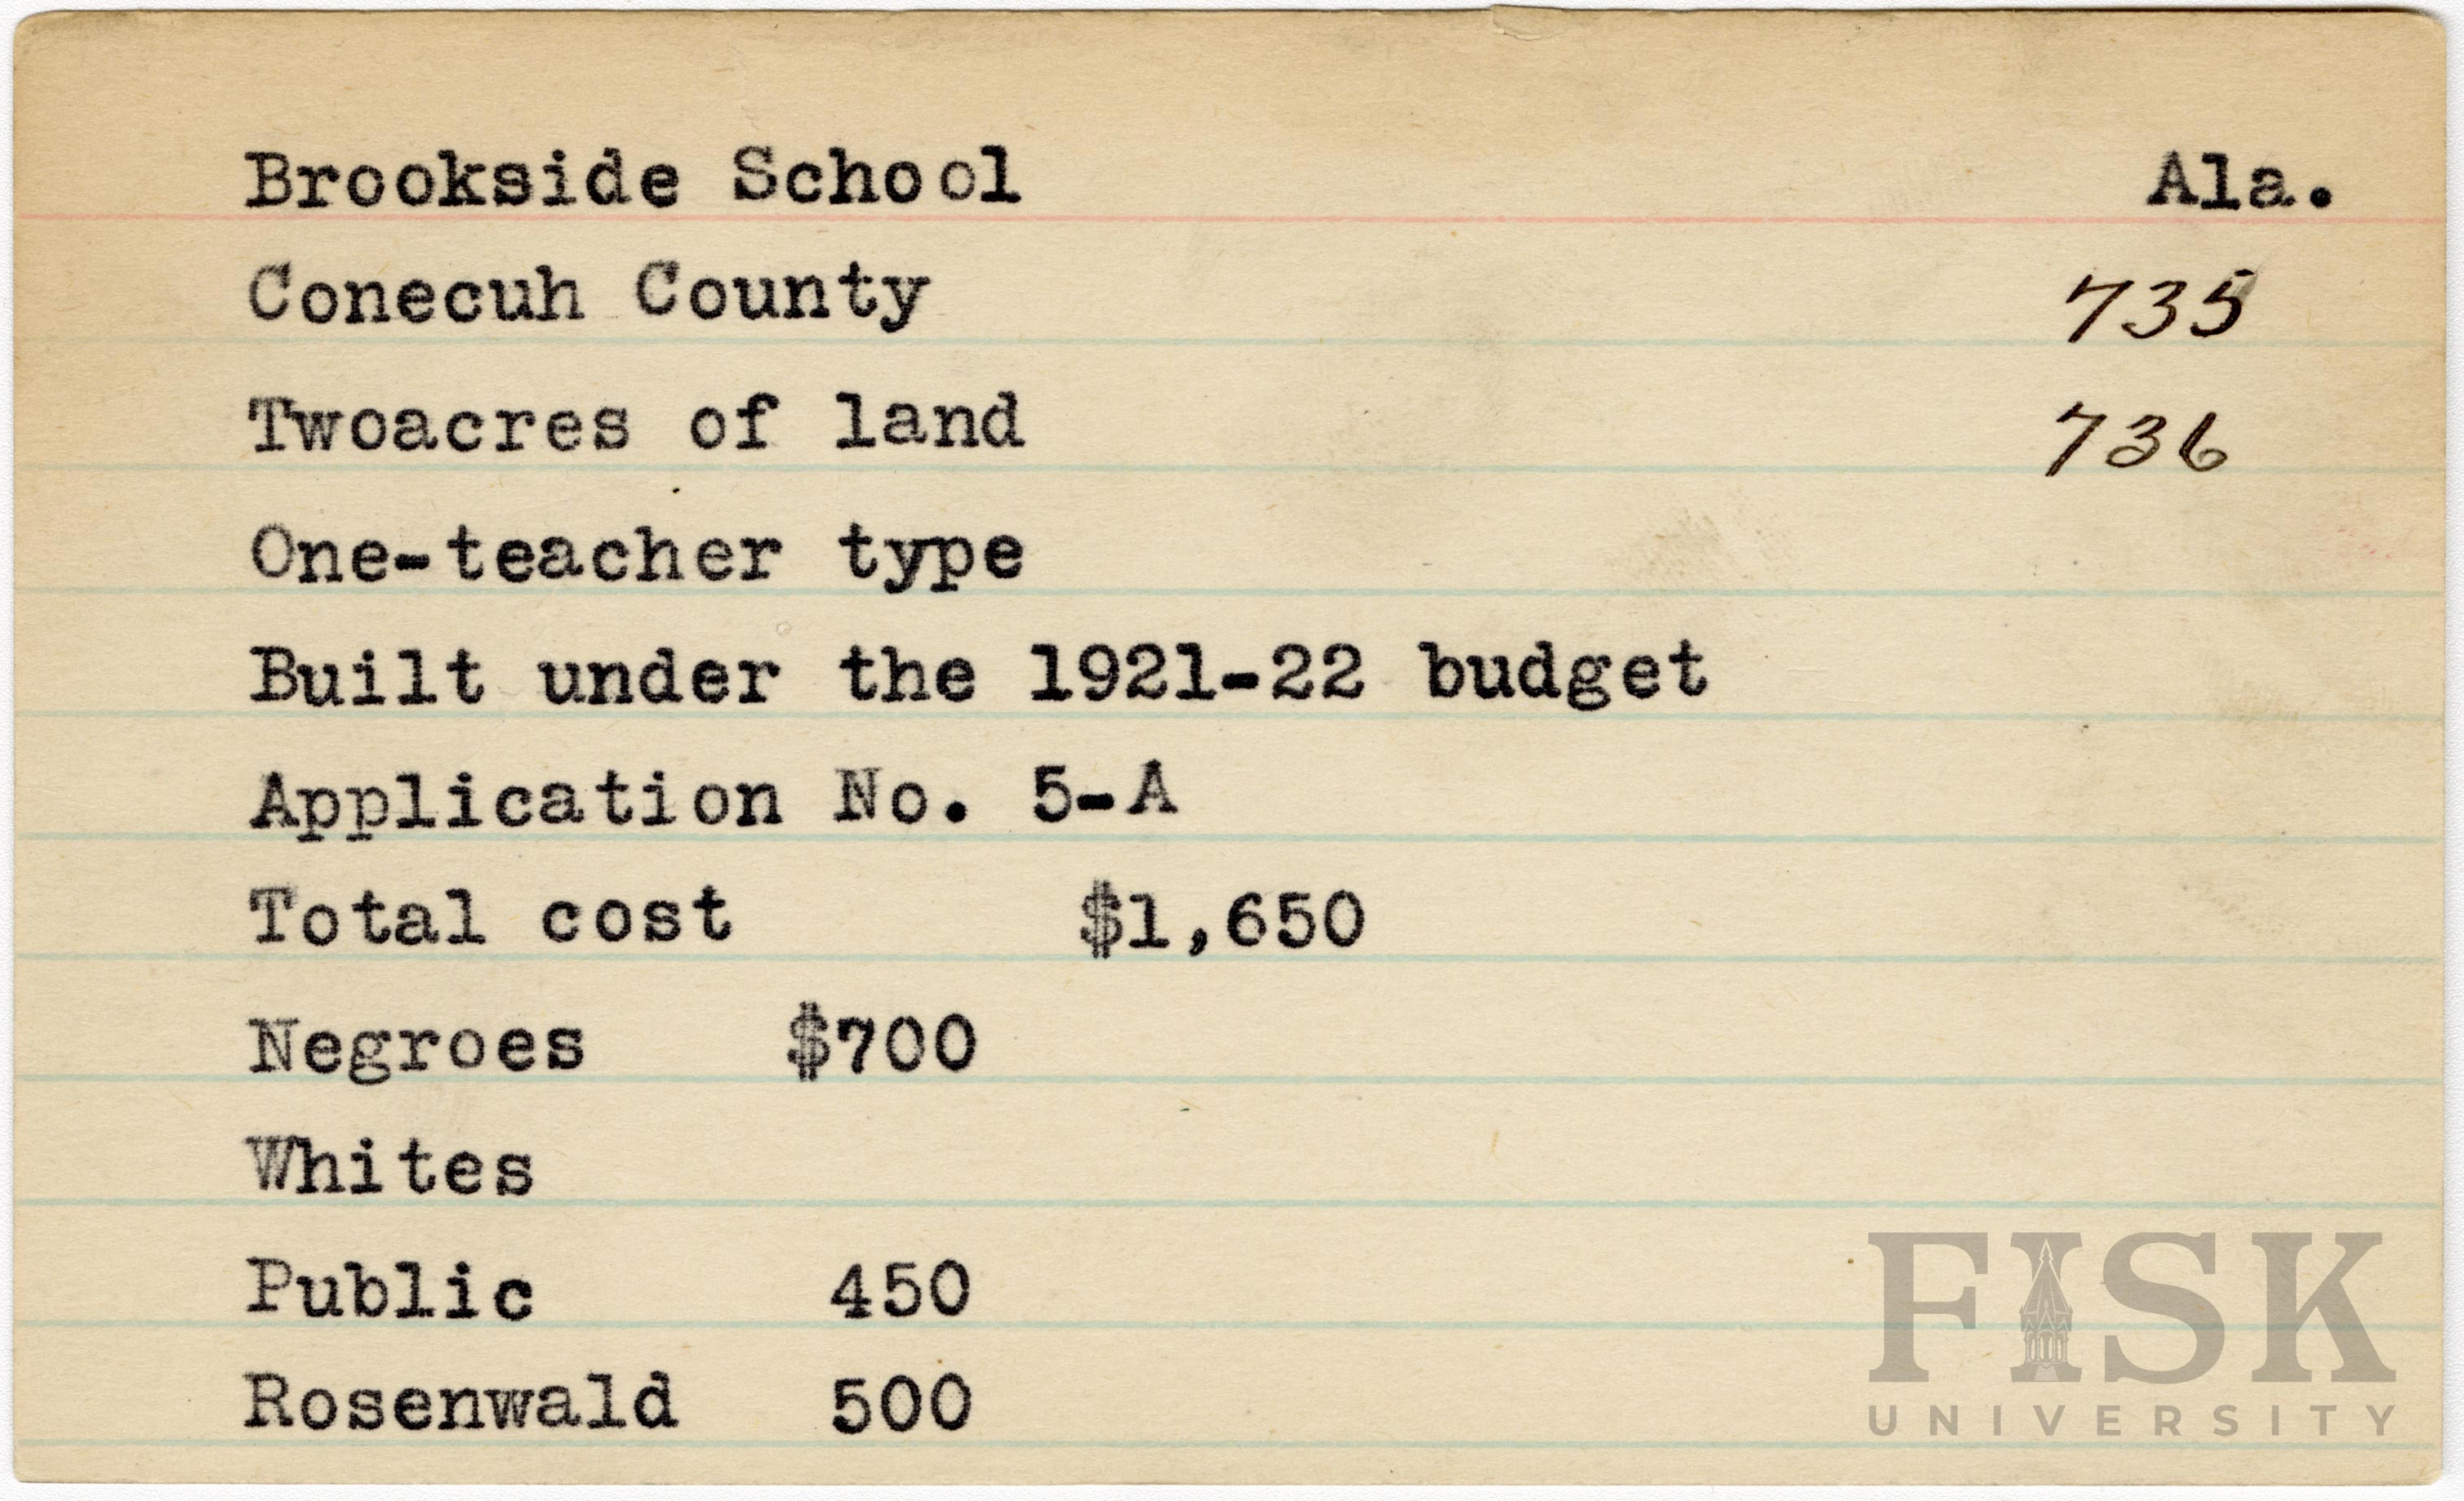 Brookside School Ala.
Conecuh County 735
Twoacres of land 736
One-teacher type
Built under the 1921-22 budget
Application No. 5-A
Total cost $1,650
Negroes $700
Whites
Public 450
Rosenwald 500
FISK
UNIVERSITY